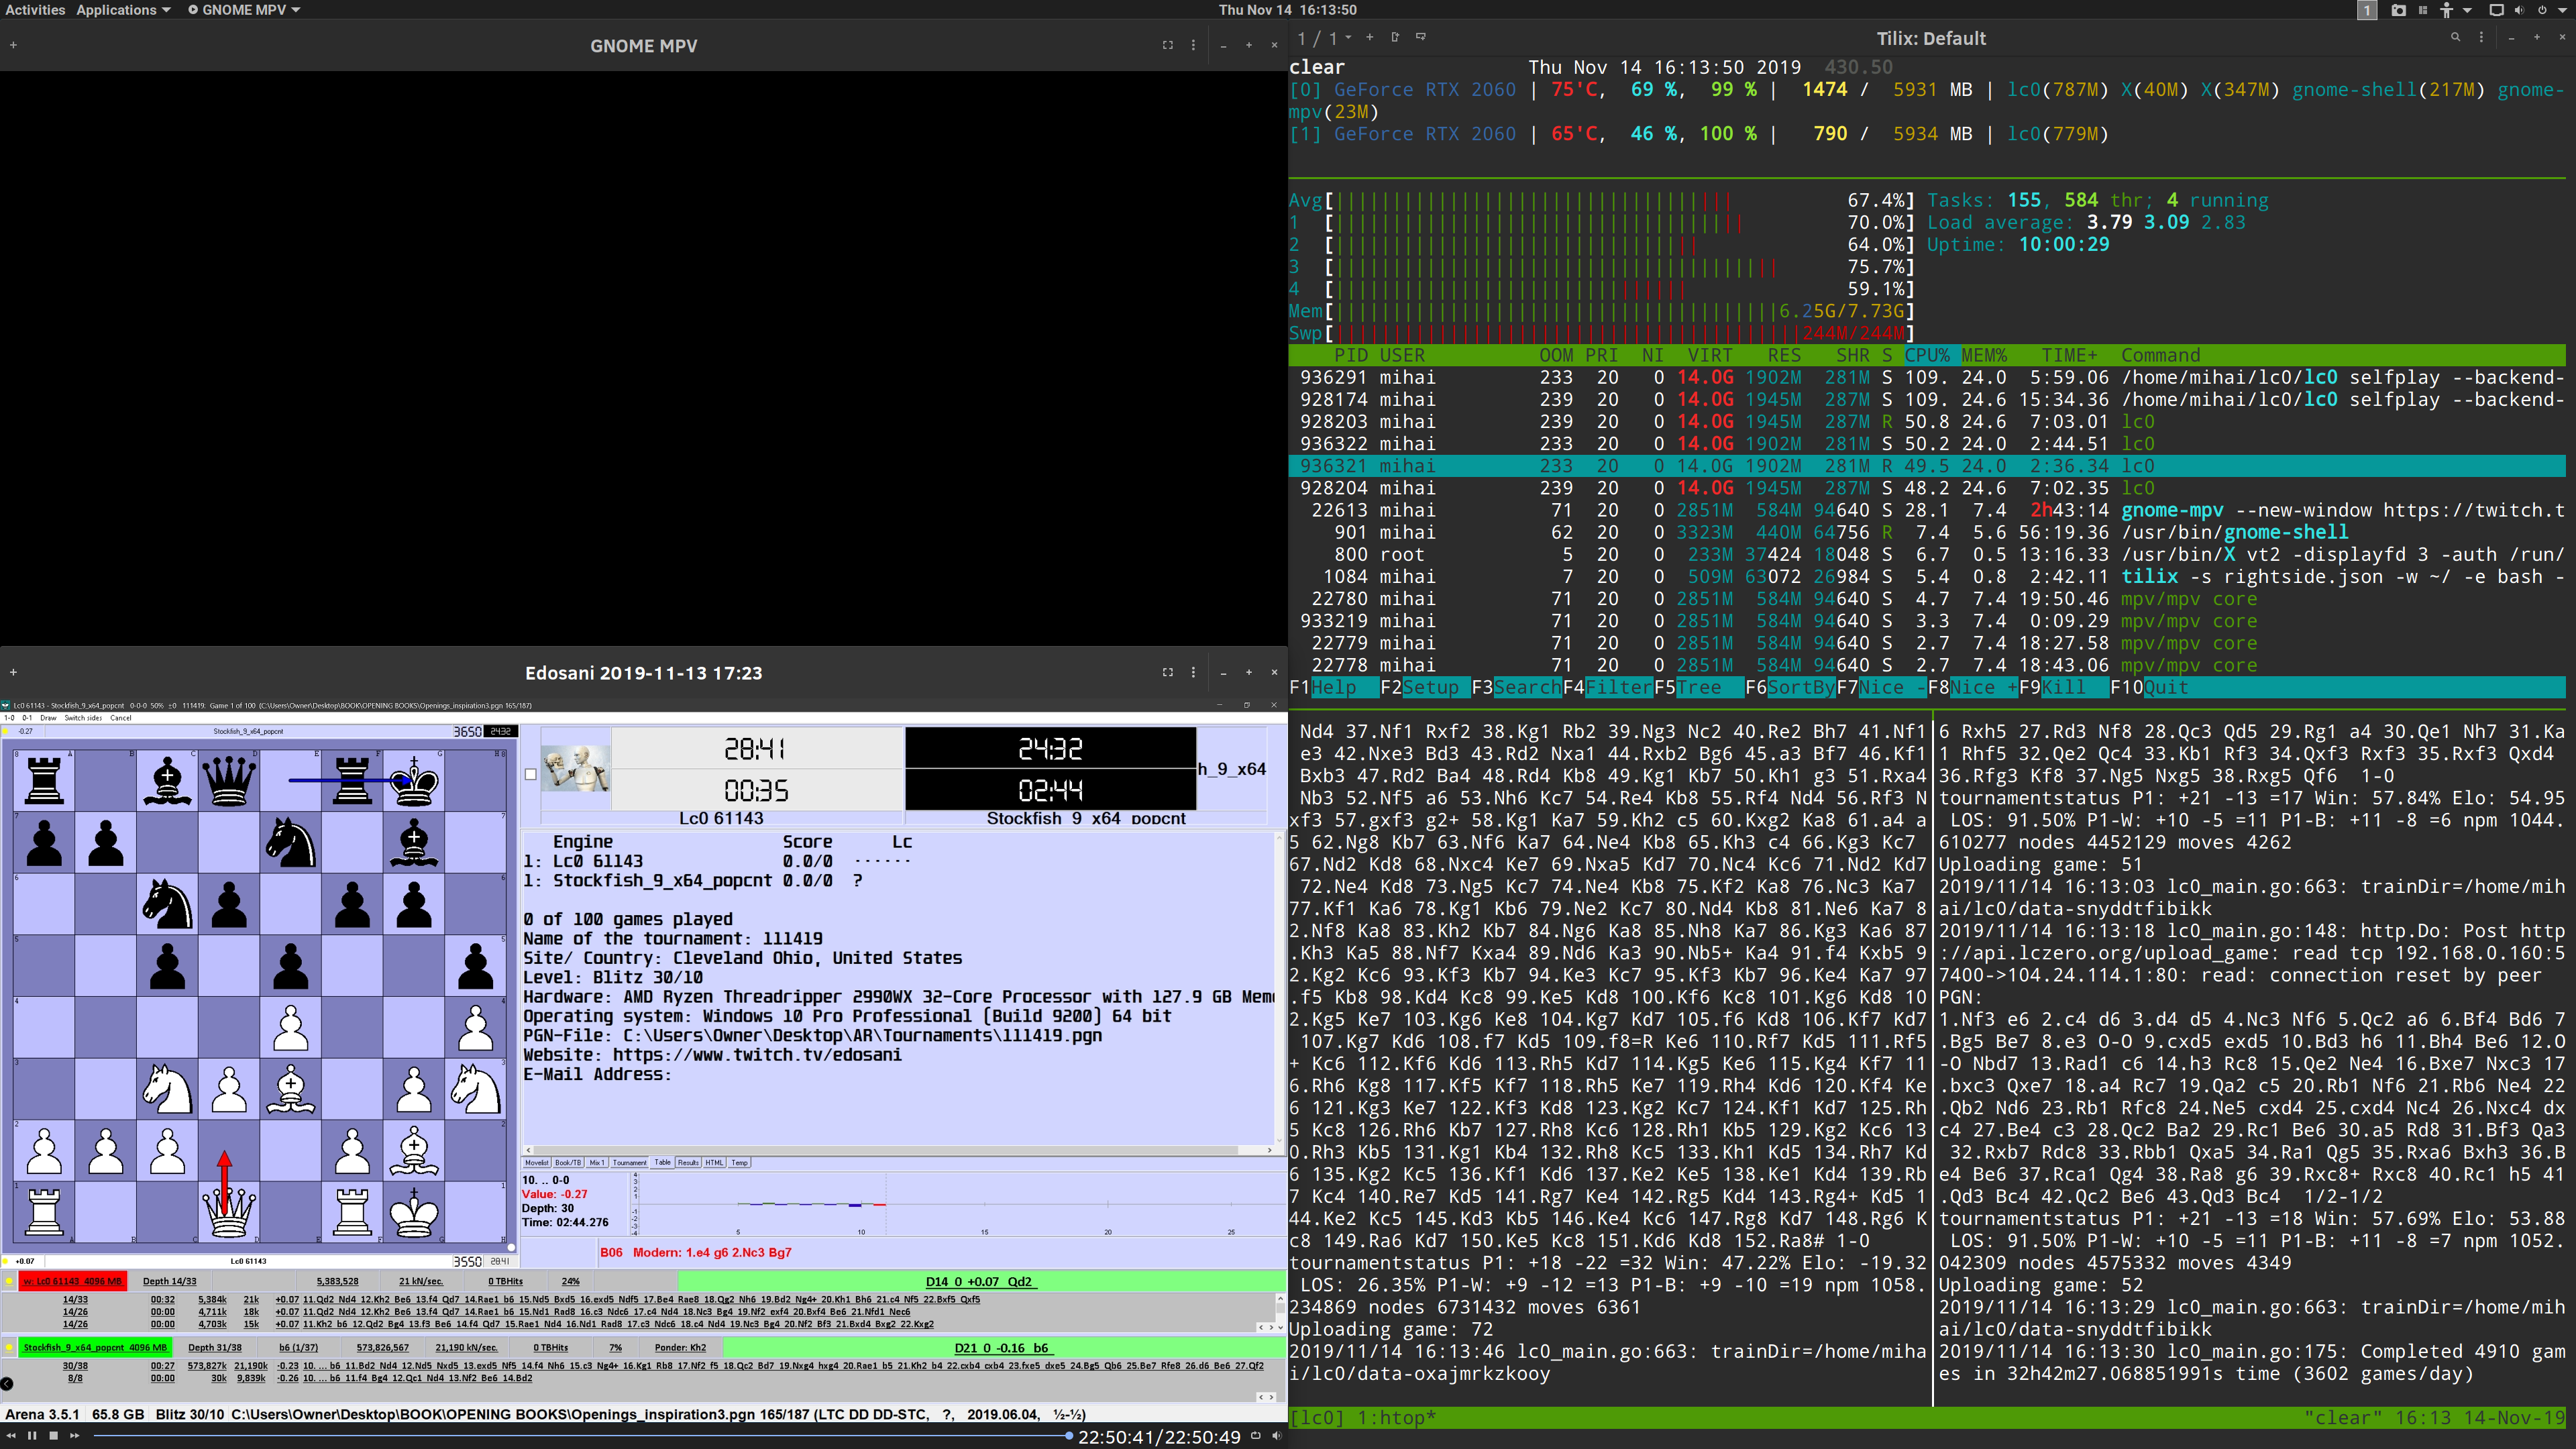 Activities Applications GNOME MPV Thu Nov 14 16:13:50 1
GNOME MPV
1 / 1 Tilix: Default
clear Thu Nov 14 16:13:50 2019 430.50
[0] GeForce RTX 2060 | 75'C, 69 %, 99 % | 1474 / 5931 MB | lc0(787M) X(40M) X(347M) gnome-shell(217M) gnome-
mpv(23M)
[1] GeForce RTX 2060 | 65'C, 46 %, 100 % | 790 / 5934 MB | lc0(779M)
Avg[ 67.4%] Tasks: 155, 584 thr; 4 running
1 [ 70.0%] Load average: 3.79 3.09 2.83
2 [ 64.0%] Uptime: 10:00:29
3 [ 75.7%]
4 [ 59.1%]
Mem[ 6.25G/7.73G]
Swp[ 244M/244M]
PID USER OOM PRI NI VIRT RES SHR S CPU% MEM% TIME+ Command
936291 mihai 233 20 0 14.0G 1902M 281M S 109. 24.0 5:59.06 /home/mihai/lc0/lc0 selfplay --backend-
928174 mihai 239 20 0 14.0G 1945M 287M S 109. 24.6 15:34.36 /home/mihai/lc0/lc0 selfplay --backend-
928203 mihai 239 20 0 14.0G 1945M 287M R 50.8 24.6 7:03.01 lc0
936322 mihai 233 20 0 14.0G 1902M 281M S 50.2 24.0 2:44.51 lc0
936321 mihai 233 20 0 14.0G 1902M 281M R 49.5 24.0 2:36.34 lc0
928204 mihai 239 20 0 14.0G 1945M 287M S 48.2 24.6 7:02.35 lc0
22613 mihai 71 20 0 2851M 584M 94640 S 28.1 7.4 2h43:14 gnome-mpv --new-window https://twitch.t
901 mihai 62 20 0 3323M 440M 64756 R 7.4 5.6 56:19.36 /usr/bin/gnome-shell
800 root 5 20 0 233M 37424 18048 S 6.7 0.5 13:16.33 /usr/bin/X vt2 -displayfd 3 -auth /run/
1084 mihai 7 20 0 509M 63072 26984 S 5.4 0.8 2:42.11 tilix -s rightside.json -w ~/ -e bash -
22780 mihai 71 20 0 2851M 584M 94640 S 4.7 7.4 19:50.46 mpv/mpv core
933219 mihai 71 20 0 2851M 584M 94640 S 3.3 7.4 0:09.29 mpv/mpv core
22779 mihai 71 20 0 2851M 584M 94640 S 2.7 7.4 18:27.58 mpv/mpv core
22778 mihai 71 20 0 2851M 584M 94640 S 2.7 7.4 18:43.06 mpv/mpv core
F1Help F2Setup F3SearchF4FilterF5Tree F6SortByF7Nice -F8Nice +F9Kill F10Quit
Nd4 37.Nf1 Rxf2 38.Kg1 Rb2 39.Ng3 Nc2 40.Re2 Bh7 41.Nf1
e3 42.Nxe3 Bd3 43.Rd2 Nxa1 44.Rxb2 Bg6 45.a3 Bf7 46.Kf1
Bxb3 47.Rd2 Ba4 48.Rd4 Kb8 49.Kg1 Kb7 50.Kh1 g3 51.Rxa4
Nb3 52.Nf5 a6 53.Nh6 Kc7 54.Re4 Kb8 55.Rf4 Nd4 56.Rf3 N
xf3 57.gxf3 g2+ 58.Kg1 Ka7 59.Kh2 c5 60.Kxg2 Ka8 61.a4 a
5 62.Ng8 Kb7 63.Nf6 Ka7 64.Ne4 Kb8 65.Kh3 c4 66.Kg3 Kc7
67.Nd2 Kd8 68.Nxc4 Ke7 69.Nxa5 Kd7 70.Nc4 Kc6 71.Nd2 Kd7
72.Ne4 Kd8 73.Ng5 Kc7 74.Ne4 Kb8 75.Kf2 Ka8 76.Nc3 Ka7
77.Kf1 Ka6 78.Kg1 Kb6 79.Ne2 Kc7 80.Nd4 Kb8 81.Ne6 Ka7 8
2.Nf8 Ka8 83.Kh2 Kb7 84.Ng6 Ka8 85.Nh8 Ka7 86.Kg3 Ka6 87
.Kh3 Ka5 88.Nf7 Kxa4 89.Nd6 Ka3 90.Nb5+ Ka4 91.f4 Kxb5 9
2.Kg2 Kc6 93.Kf3 Kb7 94.Ke3 Kc7 95.Kf3 Kb7 96.Ke4 Ka7 97
.f5 Kb8 98.Kd4 Kc8 99.Ke5 Kd8 100.Kf6 Kc8 101.Kg6 Kd8 10
2.Kg5 Ke7 103.Kg6 Ke8 104.Kg7 Kd7 105.f6 Kd8 106.Kf7 Kd7
107.Kg7 Kd6 108.f7 Kd5 109.f8=R Ke6 110.Rf7 Kd5 111.Rf5
+ Kc6 112.Kf6 Kd6 113.Rh5 Kd7 114.Kg5 Ke6 115.Kg4 Kf7 11
6.Rh6 Kg8 117.Kf5 Kf7 118.Rh5 Ke7 119.Rh4 Kd6 120.Kf4 Ke
6 121.Kg3 Ke7 122.Kf3 Kd8 123.Kg2 Kc7 124.Kf1 Kd7 125.Rh
5 Kc8 126.Rh6 Kb7 127.Rh8 Kc6 128.Rh1 Kb5 129.Kg2 Kc6 13
0.Rh3 Kb5 131.Kg1 Kb4 132.Rh8 Kc5 133.Kh1 Kd5 134.Rh7 Kd
6 135.Kg2 Kc5 136.Kf1 Kd6 137.Ke2 Ke5 138.Ke1 Kd4 139.Rb
7 Kc4 140.Re7 Kd5 141.Rg7 Ke4 142.Rg5 Kd4 143.Rg4+ Kd5 1
44.Ke2 Kc5 145.Kd3 Kb5 146.Ke4 Kc6 147.Rg8 Kd7 148.Rg6 K
c8 149.Ra6 Kd7 150.Ke5 Kc8 151.Kd6 Kd8 152.Ra8# 1-0
tournamentstatus P1: +18 -22 =32 Win: 47.22% Elo: -19.32
LOS: 26.35% P1-W: +9 -12 =13 P1-B: +9 -10 =19 npm 1058.
234869 nodes 6731432 moves 6361
Uploading game: 72
2019/11/14 16:13:46 lc0_main.go:663: trainDir=/home/miha
i/lc0/data-oxajmrkzkooy
6 Rxh5 27.Rd3 Nf8 28.Qc3 Qd5 29.Rg1 a4 30.Qe1 Nh7 31.Ka
1 Rhf5 32.Qe2 Qc4 33.Kb1 Rf3 34.Qxf3 Rxf3 35.Rxf3 Qxd4
36.Rfg3 Kf8 37.Ng5 Nxg5 38.Rxg5 Qf6 1-0
tournamentstatus P1: +21 -13 =17 Win: 57.84% Elo: 54.95
LOS: 91.50% P1-W: +10 -5 =11 P1-B: +11 -8 =6 npm 1044.
610277 nodes 4452129 moves 4262
Uploading game: 51
2019/11/14 16:13:03 lc0_main.go:663: trainDir=/home/mih
ai/lc0/data-snyddtfibikk
2019/11/14 16:13:18 lc0_main.go:148: http.Do: Post http
://api.lczero.org/upload_game: read tcp 192.168.0.160:5
7400->104.24.114.1:80: read: connection reset by peer
PGN:
1.Nf3 e6 2.c4 d6 3.d4 d5 4.Nc3 Nf6 5.Qc2 a6 6.Bf4 Bd6 7
.Bg5 Be7 8.e3 O-O 9.cxd5 exd5 10.Bd3 h6 11.Bh4 Be6 12.O
-O Nbd7 13.Rad1 c6 14.h3 Rc8 15.Qe2 Ne4 16.Bxe7 Nxc3 17
.bxc3 Qxe7 18.a4 Rc7 19.Qa2 c5 20.Rb1 Nf6 21.Rb6 Ne4 22
.Qb2 Nd6 23.Rb1 Rfc8 24.Ne5 cxd4 25.cxd4 Nc4 26.Nxc4 dx
c4 27.Be4 c3 28.Qc2 Ba2 29.Rc1 Be6 30.a5 Rd8 31.Bf3 Qa3
32.Rxb7 Rdc8 33.Rbb1 Qxa5 34.Ra1 Qg5 35.Rxa6 Bxh3 36.B
e4 Be6 37.Rca1 Qg4 38.Ra8 g6 39.Rxc8+ Rxc8 40.Rc1 h5 41
.Qd3 Bc4 42.Qc2 Be6 43.Qd3 Bc4 1/2-1/2
tournamentstatus P1: +21 -13 =18 Win: 57.69% Elo: 53.88
LOS: 91.50% P1-W: +10 -5 =11 P1-B: +11 -8 =7 npm 1052.
042309 nodes 4575332 moves 4349
Uploading game: 52
2019/11/14 16:13:29 lc0_main.go:663: trainDir=/home/mih
ai/lc0/data-snyddtfibikk
2019/11/14 16:13:30 lc0_main.go:175: Completed 4910 gam
es in 32h42m27.068851991s time (3602 games/day)
[lc0] 1:htop* "clear" 16:13 14-Nov-19
Edosani 2019-11-13 17:23
Lc0 61143 - Stockfish_9_x64_popcnt 0-0-0 50% ±0 111419: Game 1 of 100 (C:\Users\Owner\Desktop\BOOK\OPENING BOOKS\Openings_inspiration3.pgn 165/187)
1-0 0-1 Draw Switch sides Cancel
-0.27 Stockfish_9_x64_popcnt 3650 24:32
28:41 24:32 h_9_x64
00:35 02:44
Lc0 61143 Stockfish_9_x64_popcnt
Engine Score Lc
1: Lc0 61143 0.0/0 ······
1: Stockfish_9_x64_popcnt 0.0/0 ?
0 of 100 games played
Name of the tournament: 111419
Site/ Country: Cleveland Ohio, United States
Level: Blitz 30/10
Hardware: AMD Ryzen Threadripper 2990WX 32-Core Processor with 127.9 GB Mem
Operating system: Windows 10 Pro Professional (Build 9200) 64 bit
PGN-File: C:\Users\Owner\Desktop\AR\Tournaments\111419.pgn
Website: https://www.twitch.tv/edosani
E-Mail Address:
Movelist Book/TB Mix 1 Tournament Table Results HTML Temp
10. .. 0-0
Value: -0.27
Depth: 30
Time: 02:44.276
5 10 15 20 25
B06 Modern: 1.e4 g6 2.Nc3 Bg7
+0.07 Lc0 61143 3550 28:41
w: Lc0 61143 4096 MB Depth 14/33 5,383,528 21 kN/sec. 0 TBHits 24% D14 0 +0.07 Qd2
14/33 00:32 5,384k 21k +0.07 11.Qd2 Nd4 12.Kh2 Be6 13.f4 Qd7 14.Rae1 b6 15.Nd5 Bxd5 16.exd5 Ndf5 17.Be4 Rae8 18.Qg2 Nh6 19.Bd2 Ng4+ 20.Kh1 Bh6 21.c4 Nf5 22.Bxf5 Qxf5
14/26 00:00 4,711k 18k +0.07 11.Qd2 Nd4 12.Kh2 Be6 13.f4 Qd7 14.Rae1 b6 15.Nd1 Rad8 16.c3 Ndc6 17.c4 Nd4 18.Nc3 Bg4 19.Nf2 exf4 20.Bxf4 Be6 21.Nfd1 Nec6
14/26 00:00 4,703k 15k +0.07 11.Kh2 b6 12.Qd2 Bg4 13.f3 Be6 14.f4 Qd7 15.Rae1 Nd4 16.Nd1 Rad8 17.c3 Ndc6 18.c4 Nd4 19.Nc3 Bg4 20.Nf2 Bf3 21.Bxd4 Bxg2 22.Kxg2
Stockfish_9_x64_popcnt 4096 MB Depth 31/38 b6 (1/37) 573,826,567 21,190 kN/sec. 0 TBHits 7% Ponder: Kh2 D21 0 -0.16 b6
30/38 00:27 573,827k 21,190k -0.23 10. ... b6 11.Bd2 Nd4 12.Nd5 Nxd5 13.exd5 Nf5 14.f4 Nh6 15.c3 Ng4+ 16.Kg1 Rb8 17.Nf2 f5 18.Qc2 Bd7 19.Nxg4 hxg4 20.Rae1 b5 21.Kh2 b4 22.cxb4 cxb4 23.fxe5 dxe5 24.Bg5 Qb6 25.Be7 Rfe8 26.d6 Be6 27.Qf2
8/8 00:00 30k 9,839k -0.26 10. ... b6 11.f4 Bg4 12.Qc1 Nd4 13.Nf2 Be6 14.Bd2
Arena 3.5.1 65.8 GB Blitz 30/10 C:\Users\Owner\Desktop\BOOK\OPENING BOOKS\Openings_inspiration3.pgn 165/187 (LTC DD DD-STC, ?, 2019.06.04, ½-½)
22:50:41/22:50:49